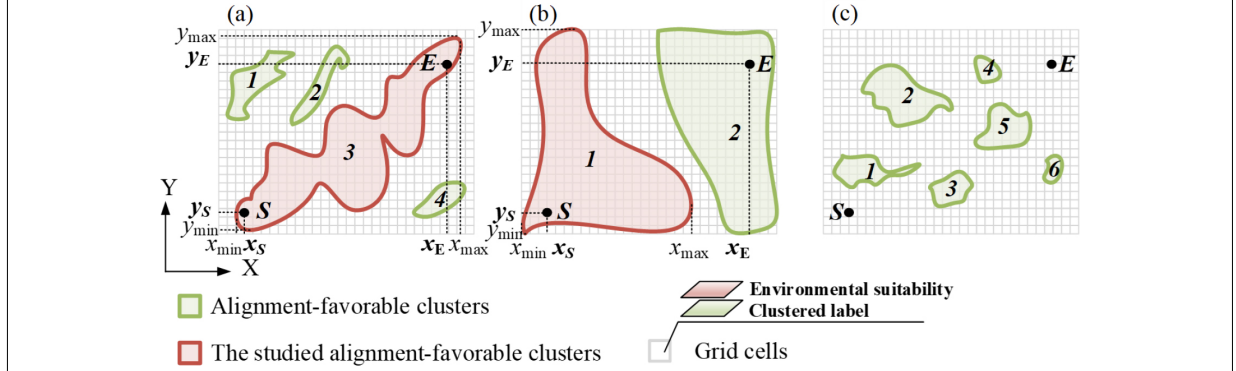 (a)
y_max
y_E
1
2
E
3
4
Y
y_S
S
y_min
x_min x_S
x_E x_max
X
(b)
y_max
y_E
E
2
1
y_S
S
y_min
x_min x_S
x_max
x_E
(c)
4
E
2
5
1
6
3
S
Alignment-favorable clusters
The studied alignment-favorable clusters
Environmental suitability
Clustered label
Grid cells